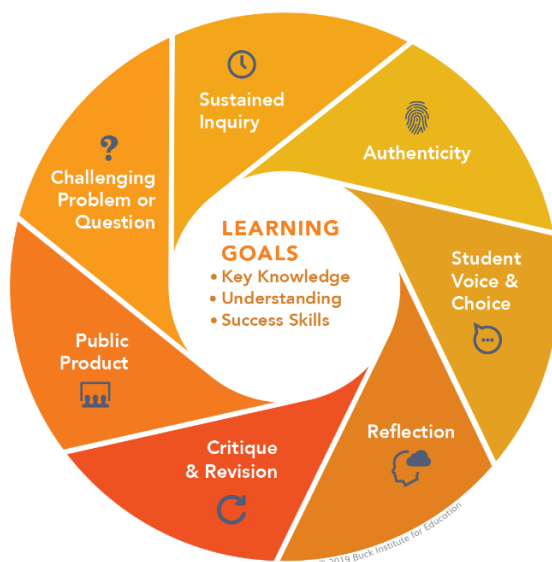 Sustained
Inquiry
Authenticity
Student
Voice &
Choice
Reflection
Critique
& Revision
Public
Product
?
Challenging
Problem or
Question
LEARNING
GOALS
• Key Knowledge
• Understanding
• Success Skills
© 2019 Buck Institute for Education